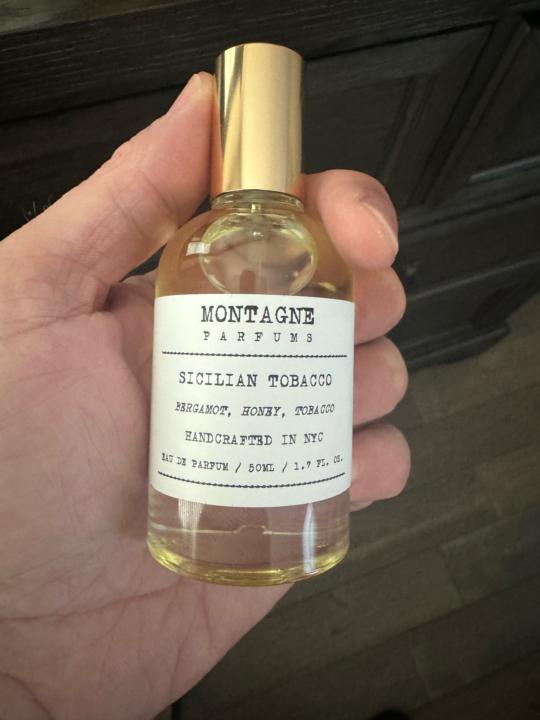 MONTAGNE
PARFUMS
SICILIAN TOBACCO
BERGAMOT, HONEY, TOBACCO
HANDCRAFTED IN NYC
EAU DE PARFUM / 50ML / 1.7 FL. OZ.